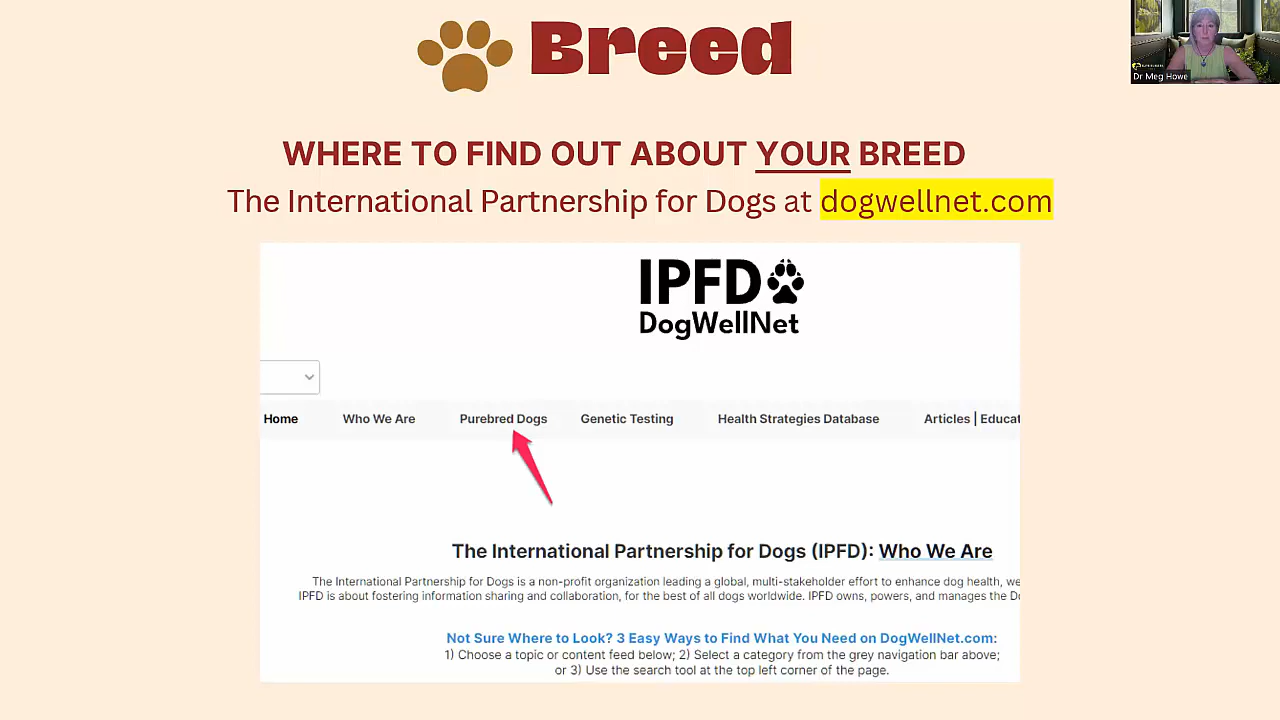 Breed
Dr Meg Howe
WHERE TO FIND OUT ABOUT YOUR BREED
The International Partnership for Dogs at dogwellnet.com
IPFD
DogWellNet
Home Who We Are Purebred Dogs Genetic Testing Health Strategies Database Articles | Educat
The International Partnership for Dogs (IPFD): Who We Are
The International Partnership for Dogs is a non-profit organization leading a global, multi-stakeholder effort to enhance dog health, we
IPFD is about fostering information sharing and collaboration, for the best of all dogs worldwide. IPFD owns, powers, and manages the Do
Not Sure Where to Look? 3 Easy Ways to Find What You Need on DogWellNet.com:
1) Choose a topic or content feed below; 2) Select a category from the grey navigation bar above;
or 3) Use the search tool at the top left corner of the page.